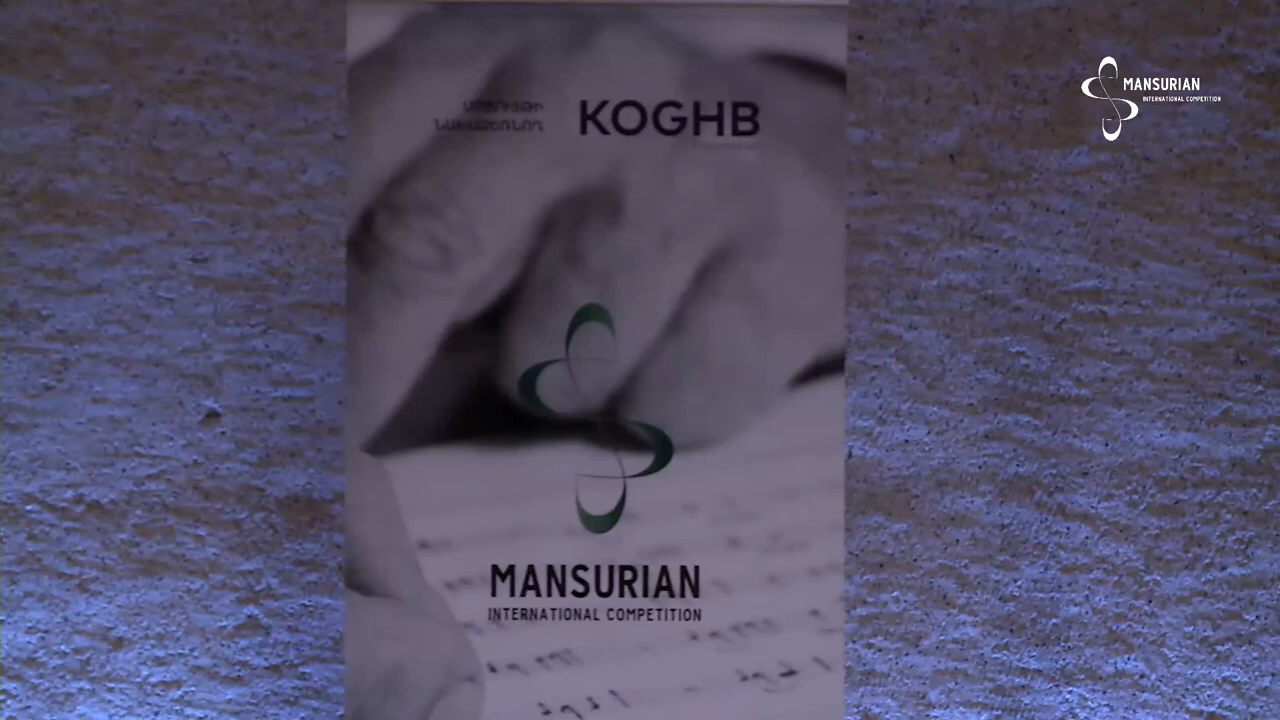 KOGHB
MANSURIAN
INTERNATIONAL COMPETITION
MANSURIAN
INTERNATIONAL COMPETITION